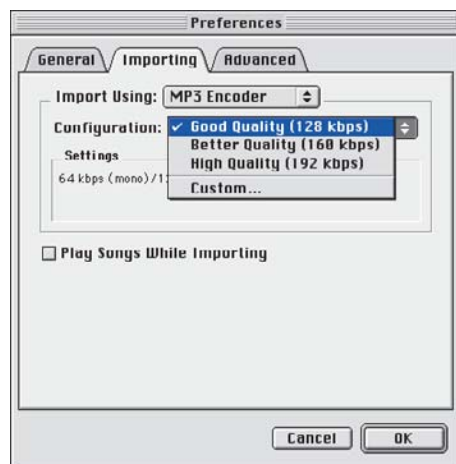 Preferences
General Importing Advanced
Import Using: MP3 Encoder
Configuration: ✓ Good Quality (128 kbps)
Better Quality (160 kbps)
High Quality (192 kbps)
Custom...
Settings
64 kbps (mono)/
Play Songs While Importing
Cancel OK